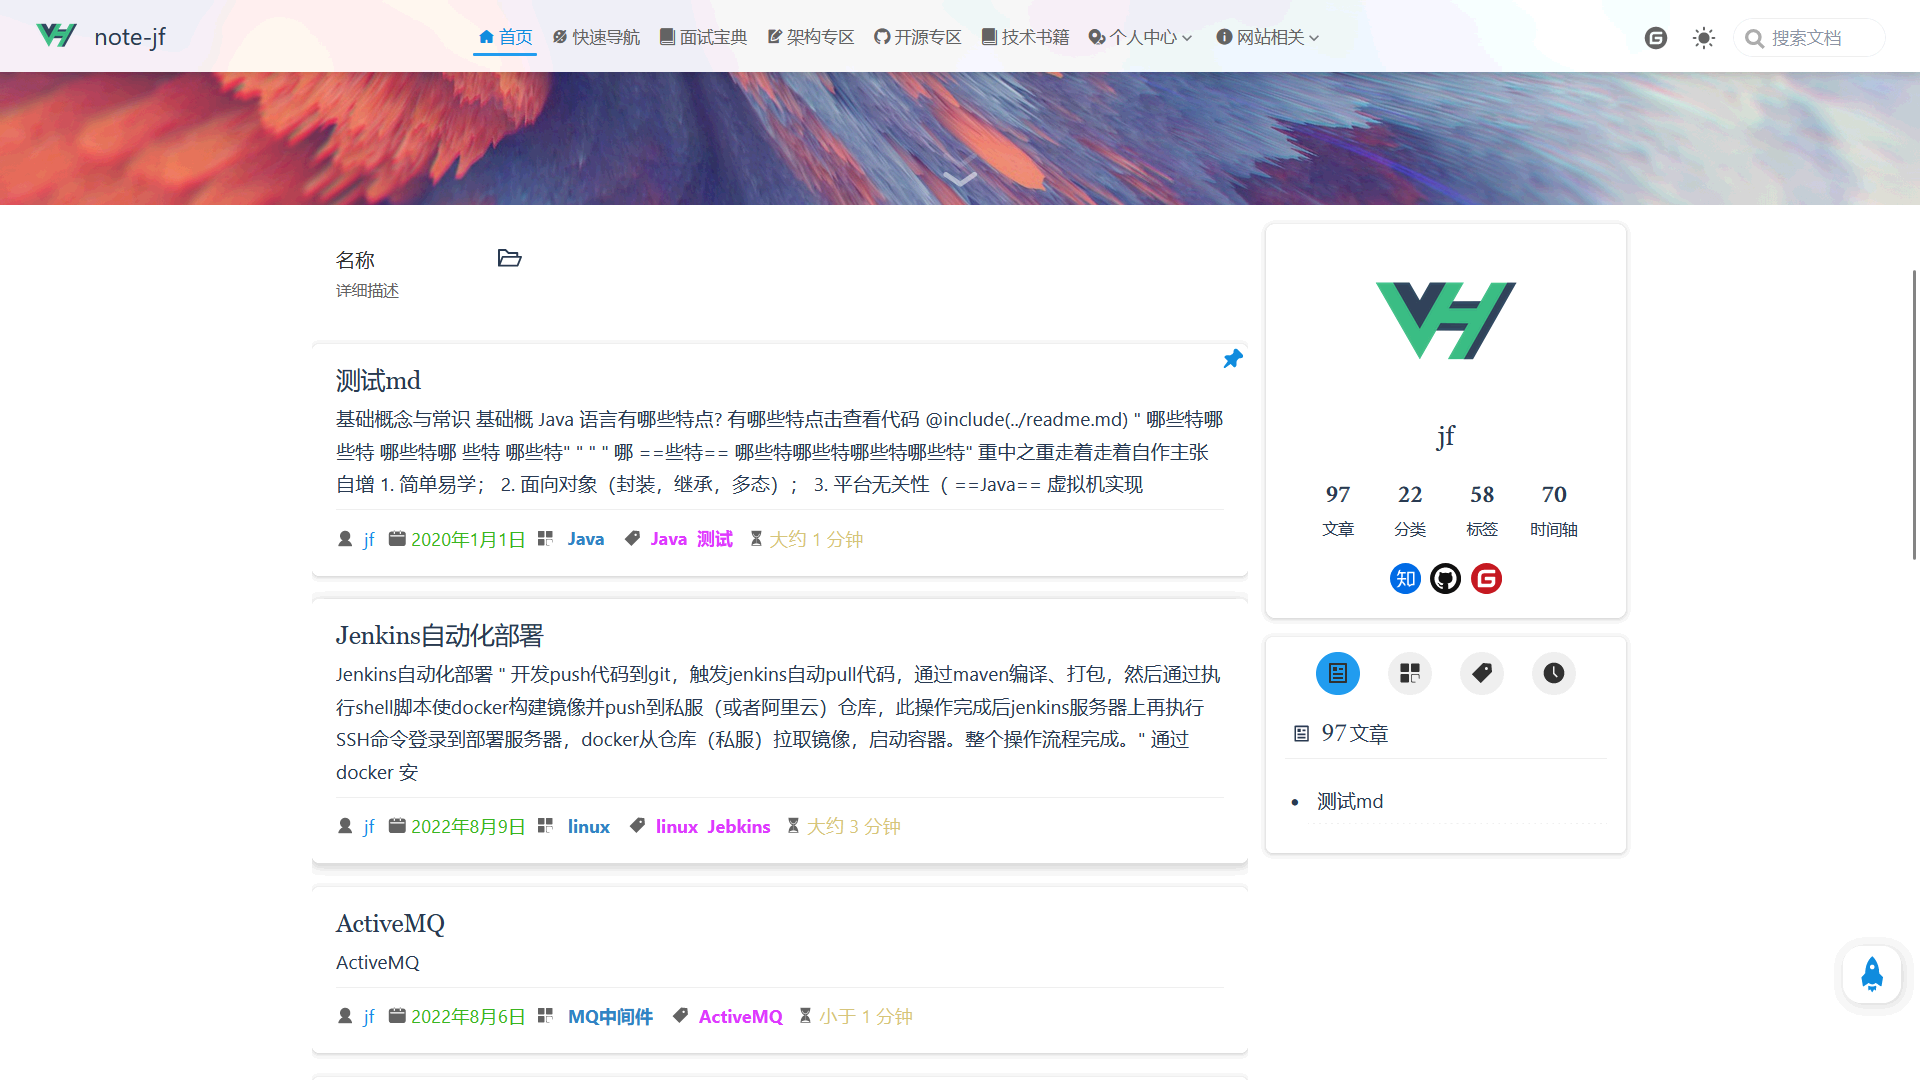 note-jf
首页 快速导航 面试宝典 架构专区 开源专区 技术书籍 个人中心 网站相关
搜索文档
名称
详细描述
测试md
基础概念与常识 基础概 Java 语言有哪些特点? 有哪些特点击查看代码 @include(../readme.md) " 哪些特哪
些特 哪些特哪 些特 哪些特" " " " 哪 ==些特== 哪些特哪些特哪些特哪些特" 重中之重走着走着自作主张
自增 1. 简单易学； 2. 面向对象（封装，继承，多态）； 3. 平台无关性（ ==Java== 虚拟机实现
jf 2020年1月1日 Java Java 测试 大约 1 分钟
Jenkins自动化部署
Jenkins自动化部署 " 开发push代码到git，触发jenkins自动pull代码，通过maven编译、打包，然后通过执
行shell脚本使docker构建镜像并push到私服（或者阿里云）仓库，此操作完成后jenkins服务器上再执行
SSH命令登录到部署服务器，docker从仓库（私服）拉取镜像，启动容器。整个操作流程完成。" 通过
docker 安
jf 2022年8月9日 linux linux Jebkins 大约 3 分钟
ActiveMQ
ActiveMQ
jf 2022年8月6日 MQ中间件 ActiveMQ 小于 1 分钟
jf
97 22 58 70
文章 分类 标签 时间轴
知
97 文章
测试md